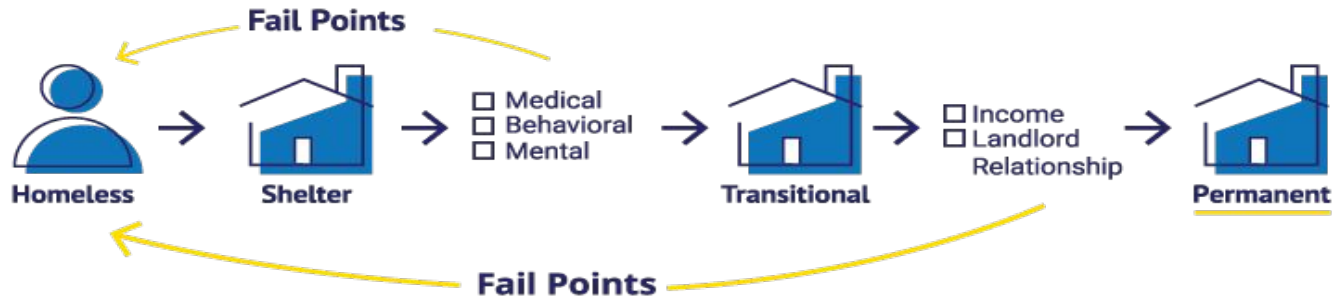 Fail Points
Homeless
Shelter
Medical
Behavioral
Mental
Transitional
Income
Landlord
Relationship
Permanent
Fail Points